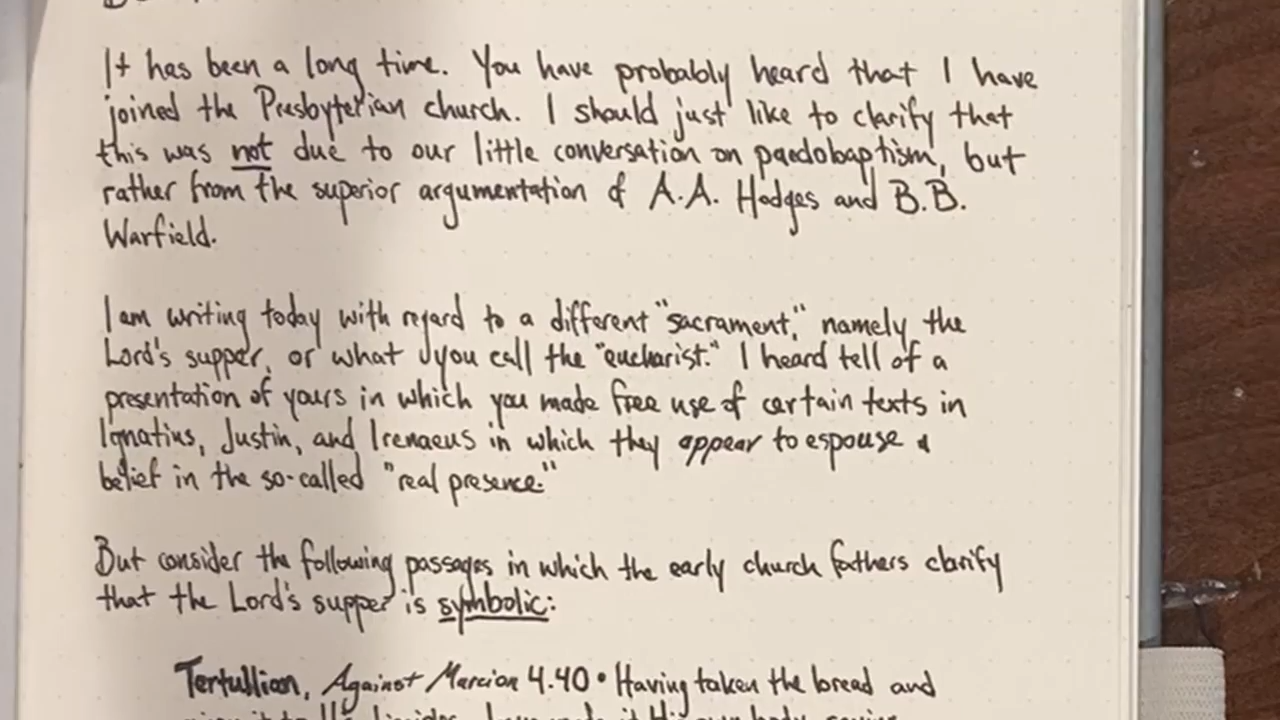 It has been a long time. You have probably heard that I have
joined the Presbyterian church. I should just like to clarify that
this was not due to our little conversation on paedobaptism, but
rather from the superior argumentation of A.A. Hodges and B.B.
Warfield.
I am writing today with regard to a different "sacrament," namely the
Lord's supper, or what you call the "eucharist." I heard tell of a
presentation of yours in which you made free use of certain texts in
Ignatius, Justin, and Irenaeus in which they appear to espouse a
belief in the so-called "real presence."
But consider the following passages in which the early church fathers clarify
that the Lord's supper is symbolic:
Tertullian, Against Marcion 4.40 • Having taken the bread and